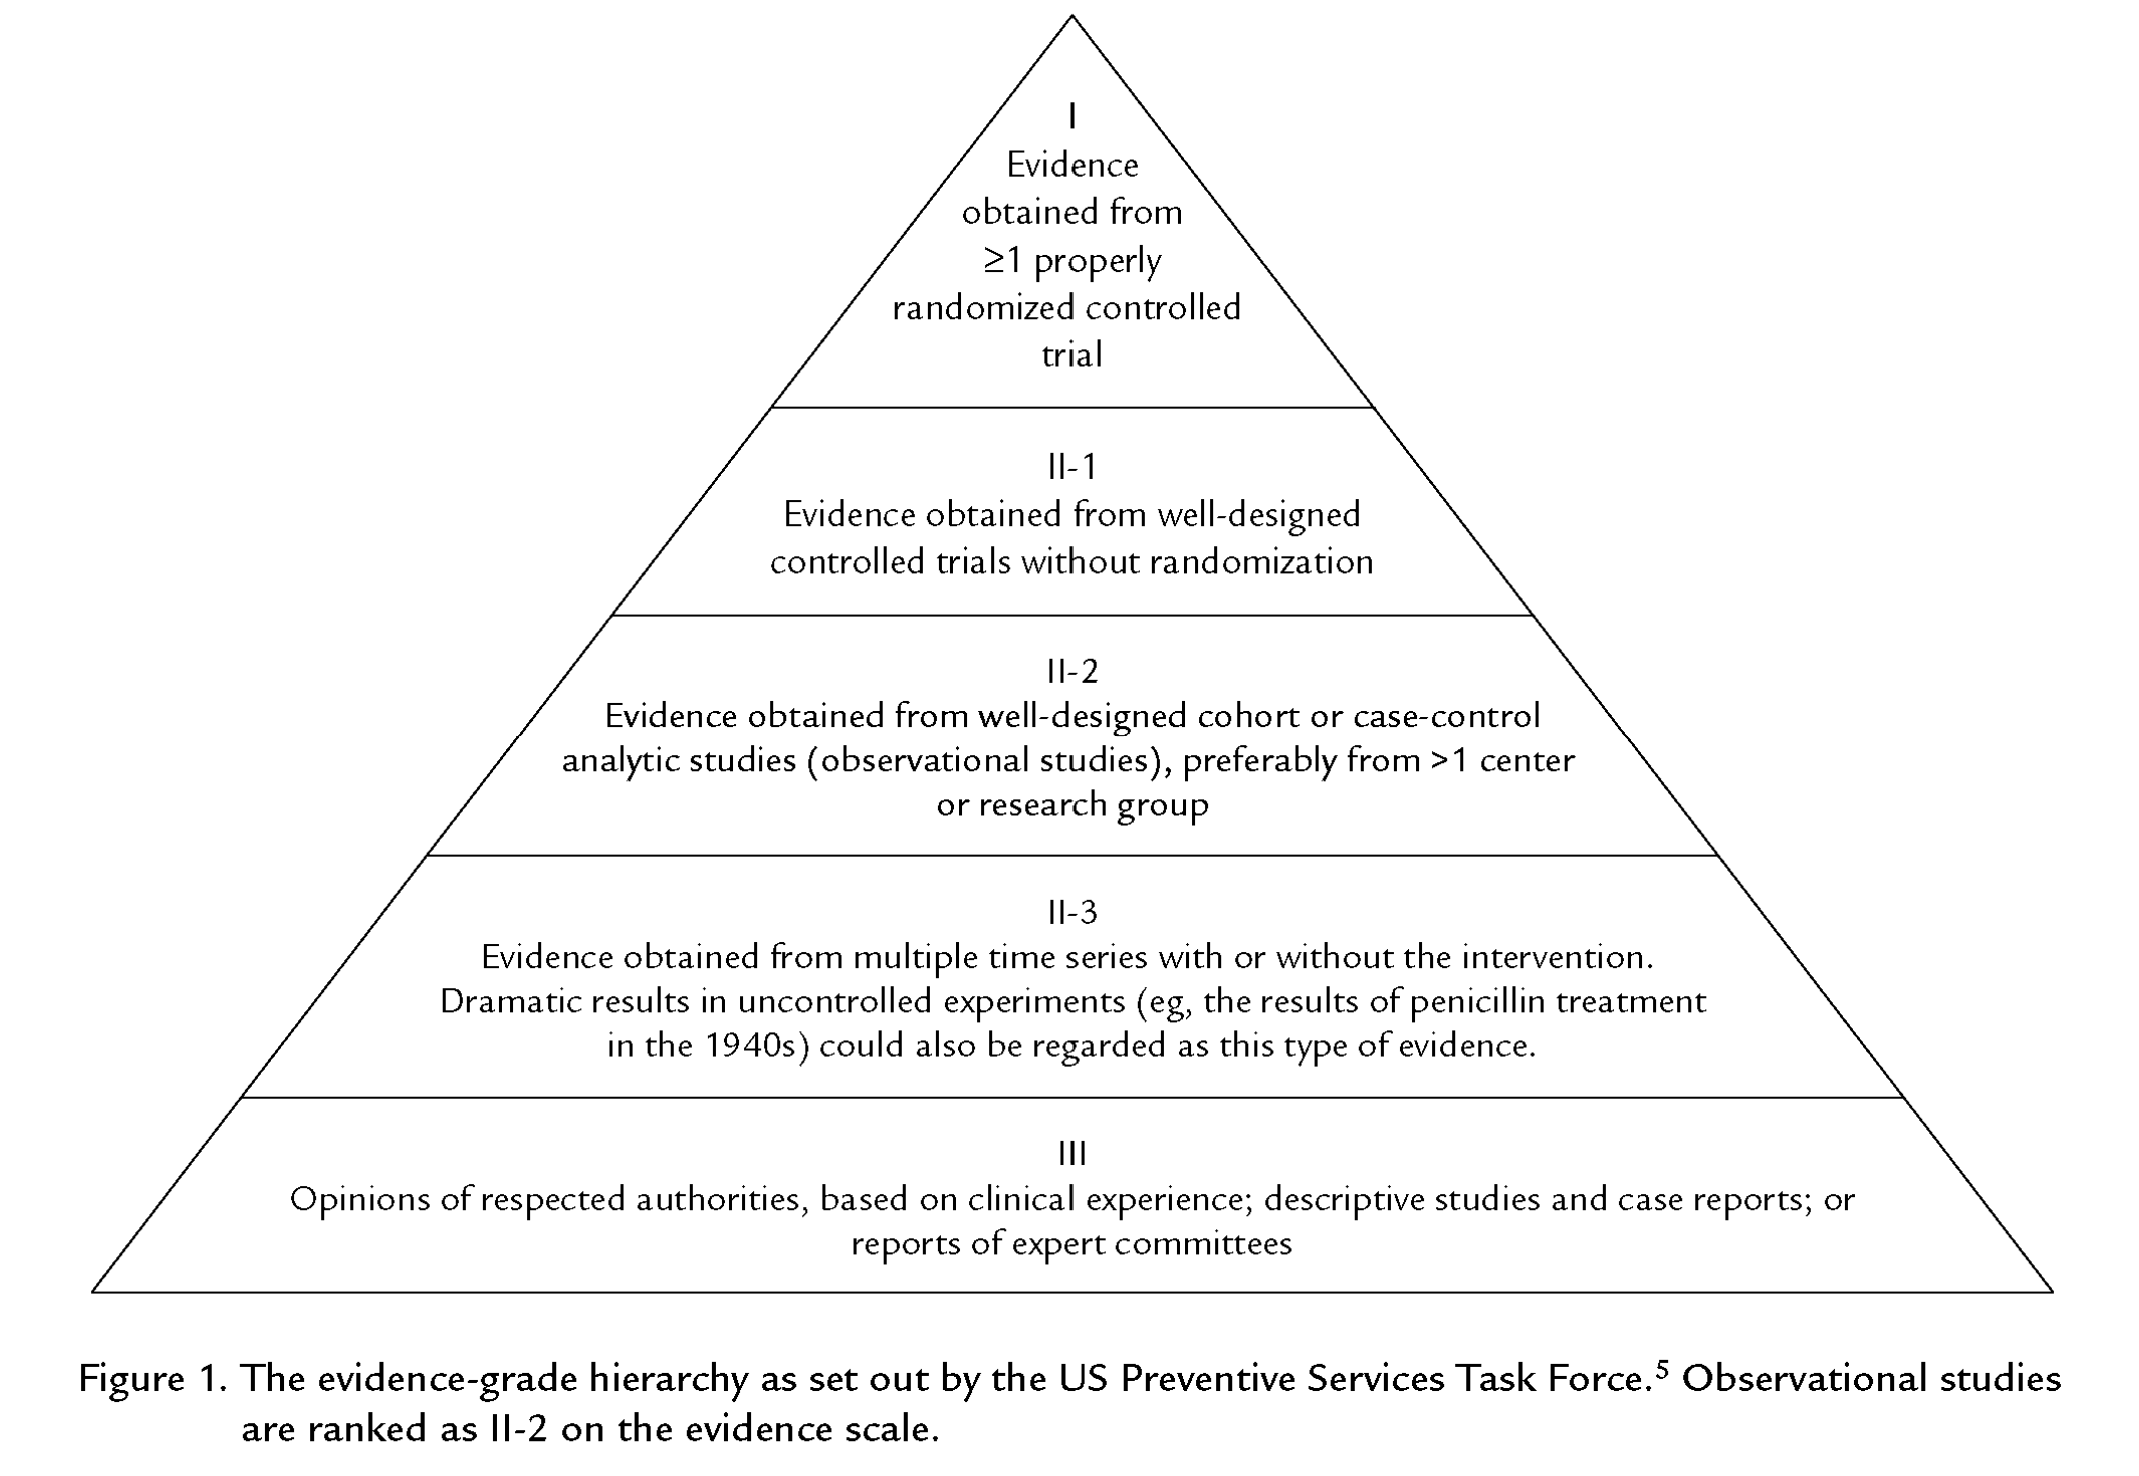 I
Evidence
obtained from
≥1 properly
randomized controlled
trial
II-1
Evidence obtained from well-designed
controlled trials without randomization
II-2
Evidence obtained from well-designed cohort or case-control
analytic studies (observational studies), preferably from >1 center
or research group
II-3
Evidence obtained from multiple time series with or without the intervention.
Dramatic results in uncontrolled experiments (eg, the results of penicillin treatment
in the 1940s) could also be regarded as this type of evidence.
III
Opinions of respected authorities, based on clinical experience; descriptive studies and case reports; or
reports of expert committees
Figure 1. The evidence-grade hierarchy as set out by the US Preventive Services Task Force.⁵ Observational studies
are ranked as II-2 on the evidence scale.